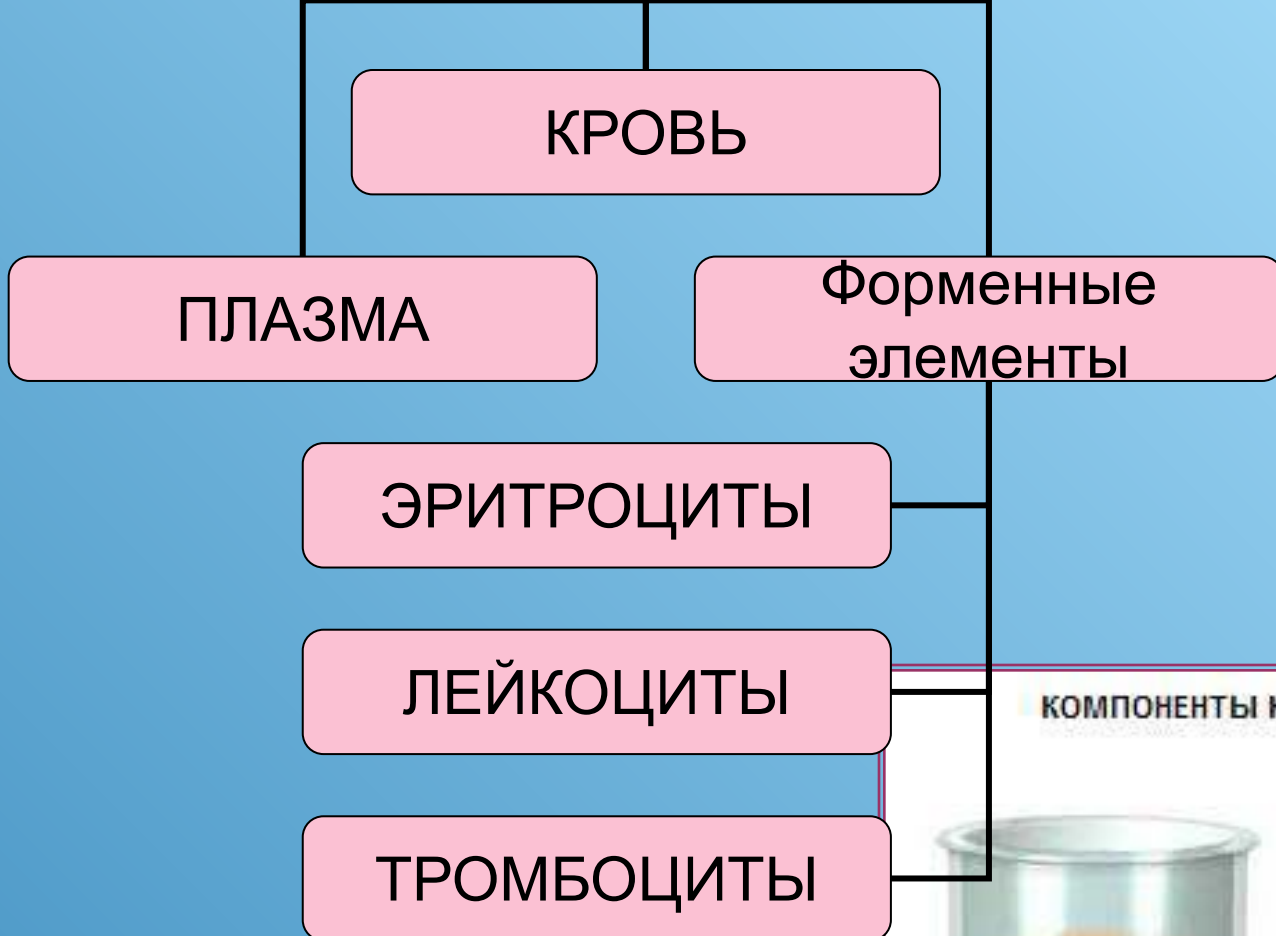 КРОВЬ
ПЛАЗМА
Форменные
элементы
ЭРИТРОЦИТЫ
ЛЕЙКОЦИТЫ
КОМПОНЕНТЫ
ТРОМБОЦИТЫ